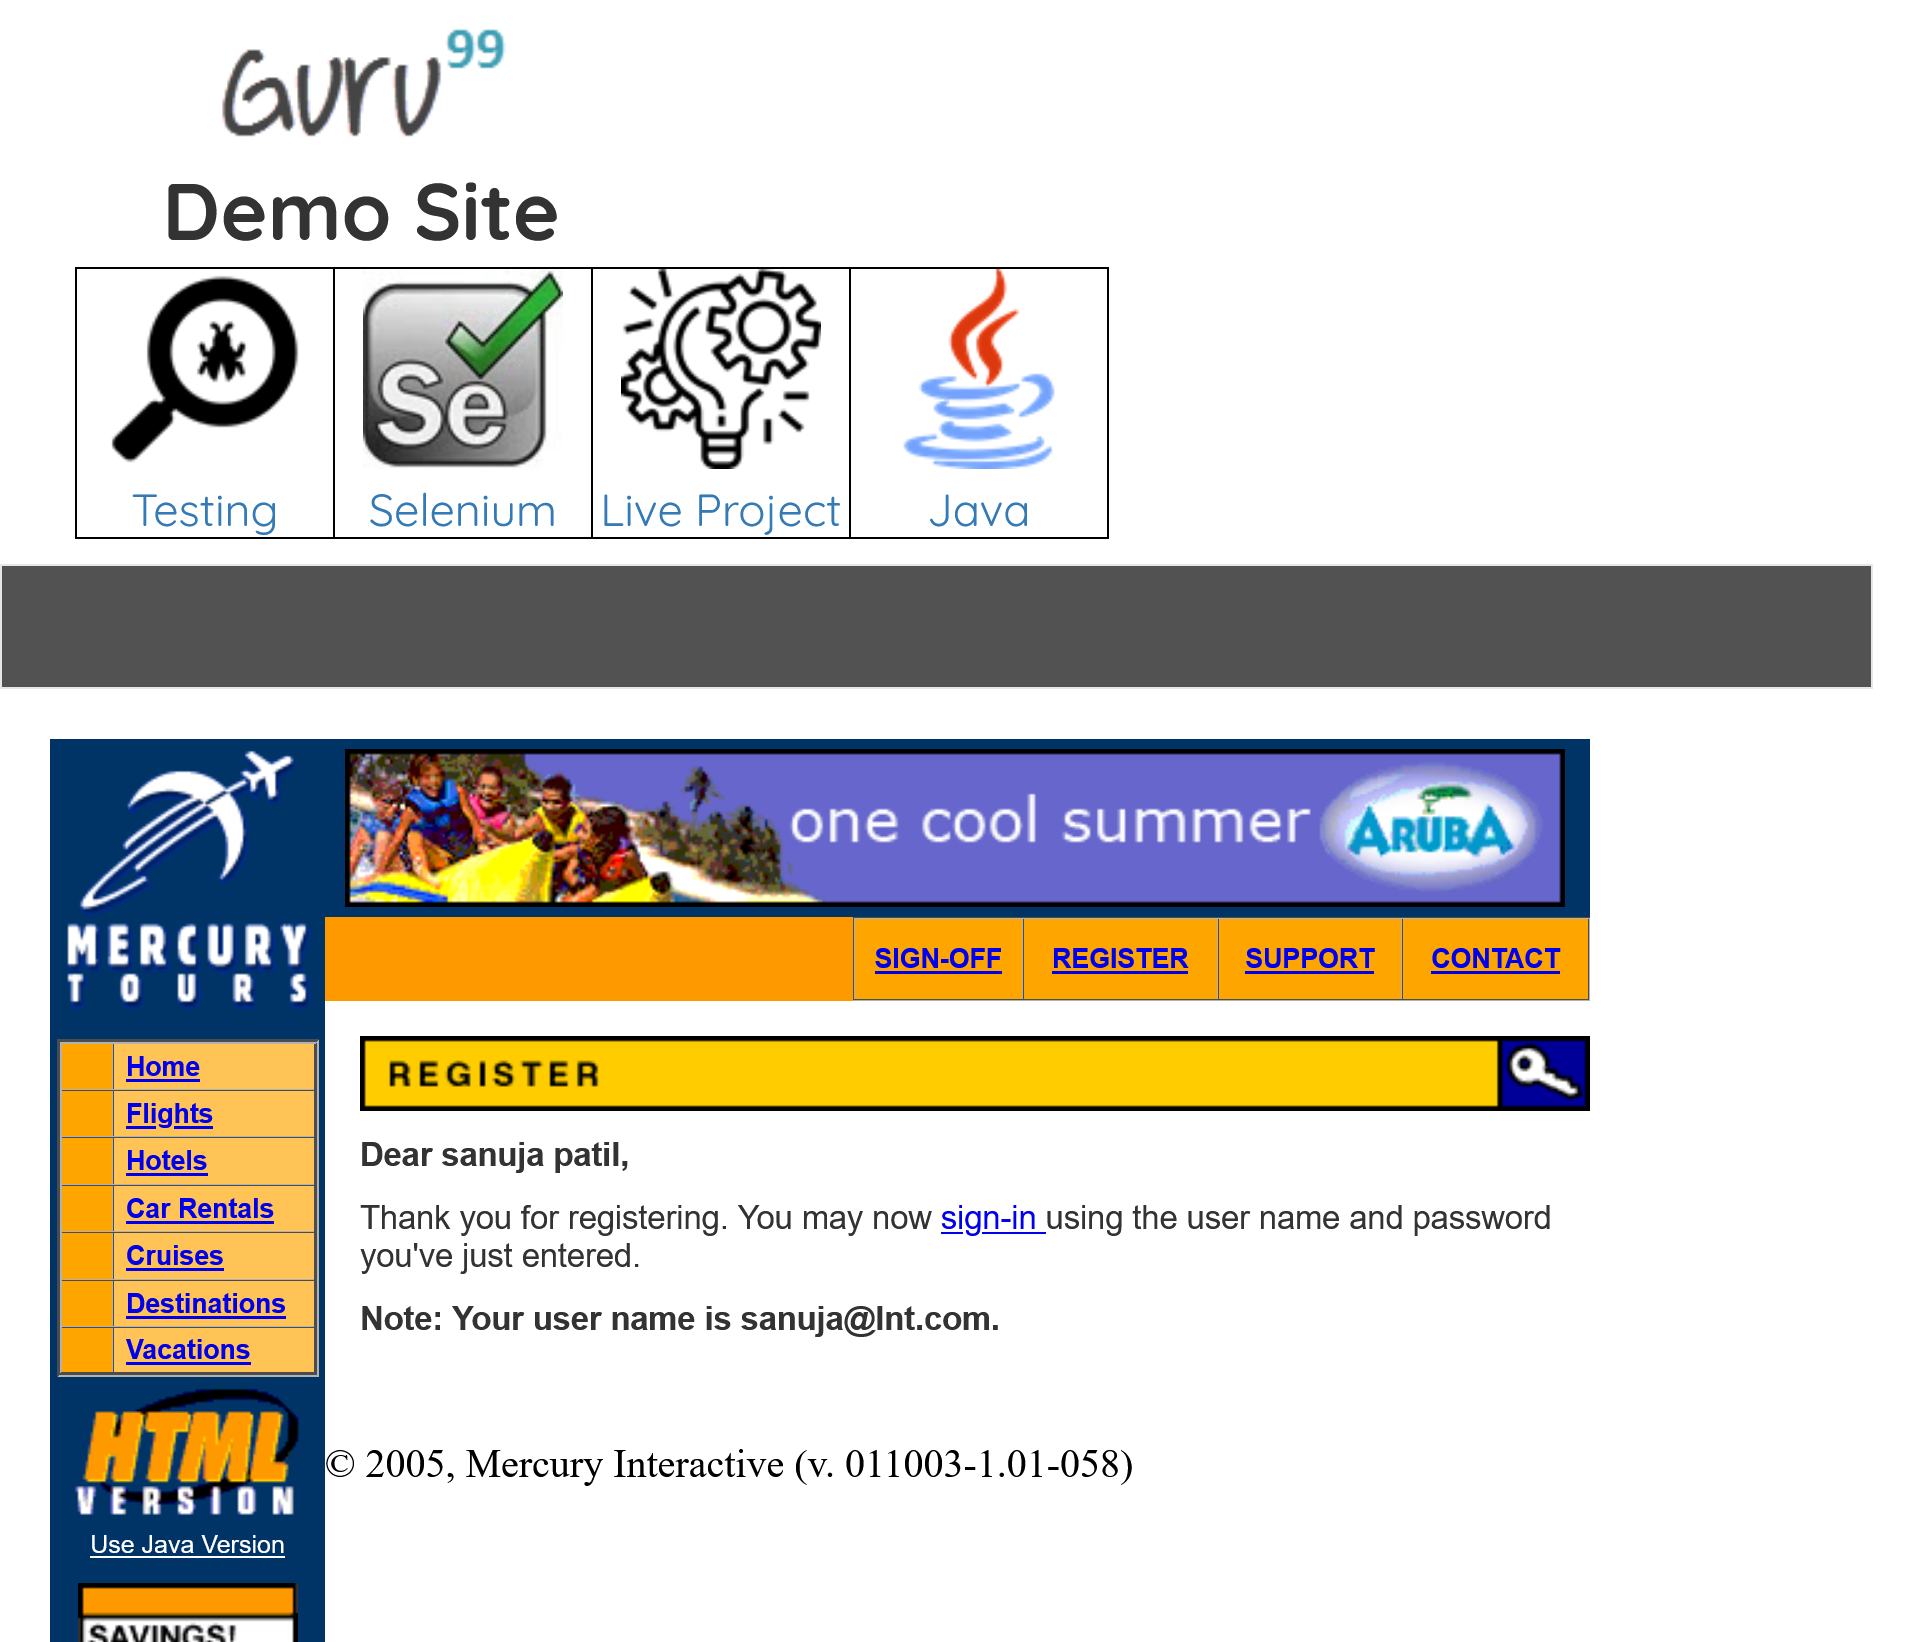 Guru99
Demo Site
Se
Testing
Selenium
Live Project
Java
one cool summer
ARUBA
MERCURY
TOURS
SIGN-OFF
REGISTER
SUPPORT
CONTACT
REGISTER
Home
Flights
Hotels
Car Rentals
Cruises
Destinations
Vacations
Dear sanuja patil,
Thank you for registering. You may now sign-in using the user name and password
you've just entered.
Note: Your user name is sanuja@lnt.com.
HTML
VERSION
© 2005, Mercury Interactive (v. 011003-1.01-058)
Use Java Version
SAVINGS!